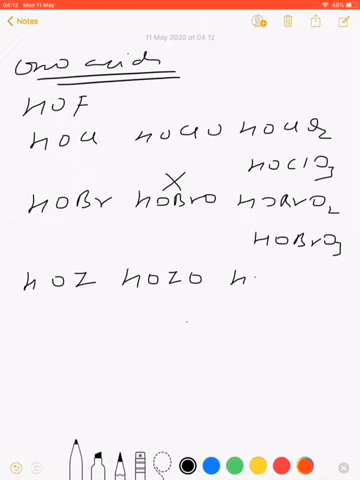 04:12 Mon 11 May
48%
Notes
11 May 2020 at 04:12
Oxo acids
HOF
HOCl HOClO HOClO2
HOClO3
X
HOBr HOBrO HOBrO2
HOBrO3
HOI HOIO H